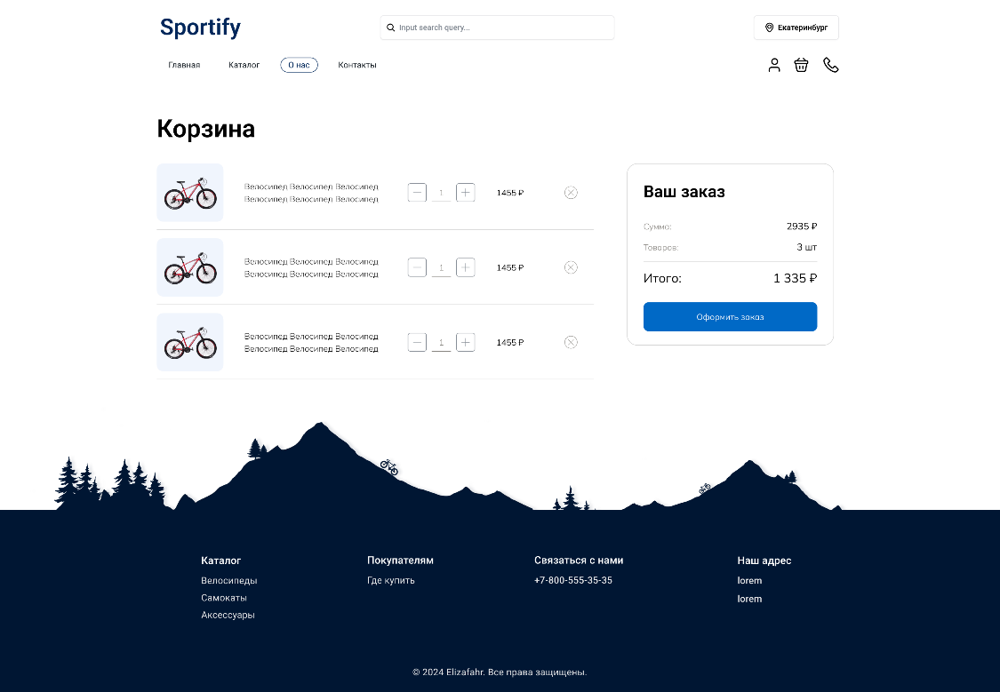 Sportify
Input search query...
Екатеринбург
Главная
Каталог
О нас
Контакты
Корзина
Велосипед Велосипед Велосипед
Велосипед Велосипед Велосипед
1
1455 ₽
Велосипед Велосипед Велосипед
Велосипед Велосипед Велосипед
1
1455 ₽
Велосипед Велосипед Велосипед
Велосипед Велосипед Велосипед
1
1455 ₽
Ваш заказ
Сумма: 2935 ₽
Товаров: 3 шт
Итого: 1 335 ₽
Оформить заказ
Каталог
Велосипеды
Самокаты
Аксессуары
Покупателям
Где купить
Связаться с нами
+7-800-555-35-35
Наш адрес
lorem
lorem
© 2024 Elizafahr. Все права защищены.